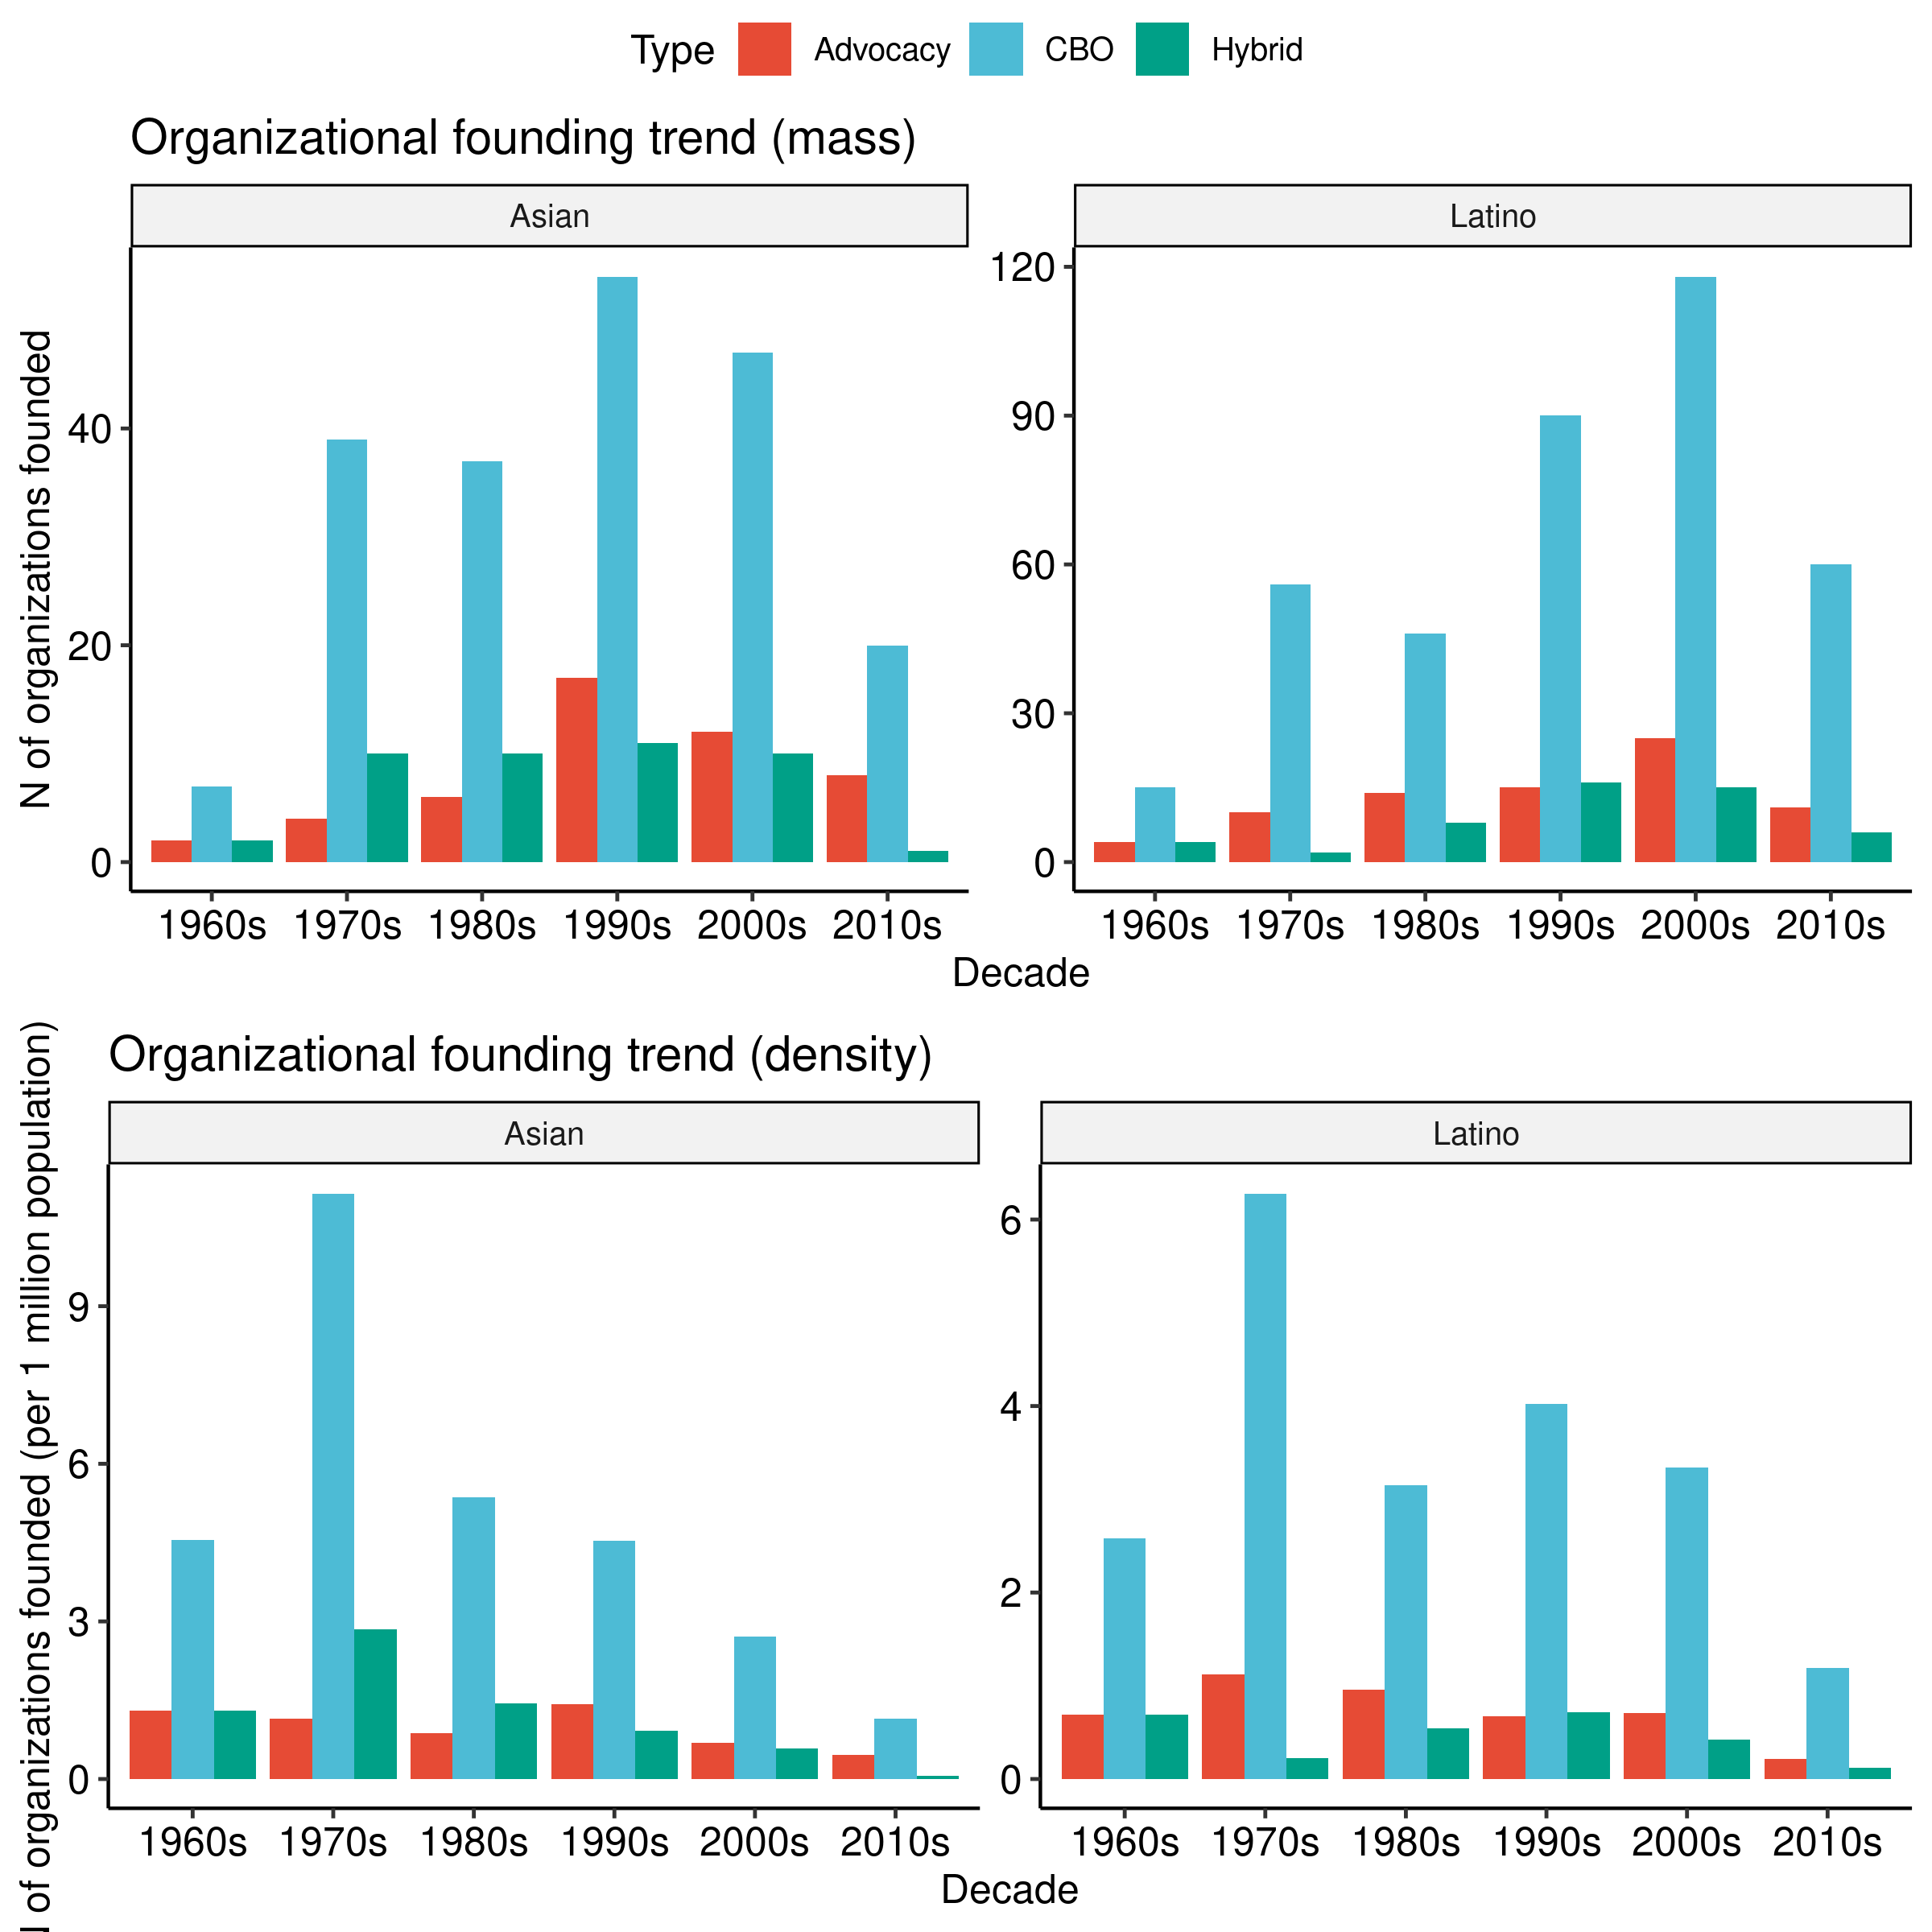 Type Advocacy CBO Hybrid
Organizational founding trend (mass)
Asian Latino
N of organizations founded
40
20
0
120
90
60
30
0
1960s 1970s 1980s 1990s 2000s 2010s
1960s 1970s 1980s 1990s 2000s 2010s
Decade
Organizational founding trend (density)
Asian Latino
of organizations founded (per 1 million population)
9
6
3
0
6
4
2
0
1960s 1970s 1980s 1990s 2000s 2010s
1960s 1970s 1980s 1990s 2000s 2010s
Decade